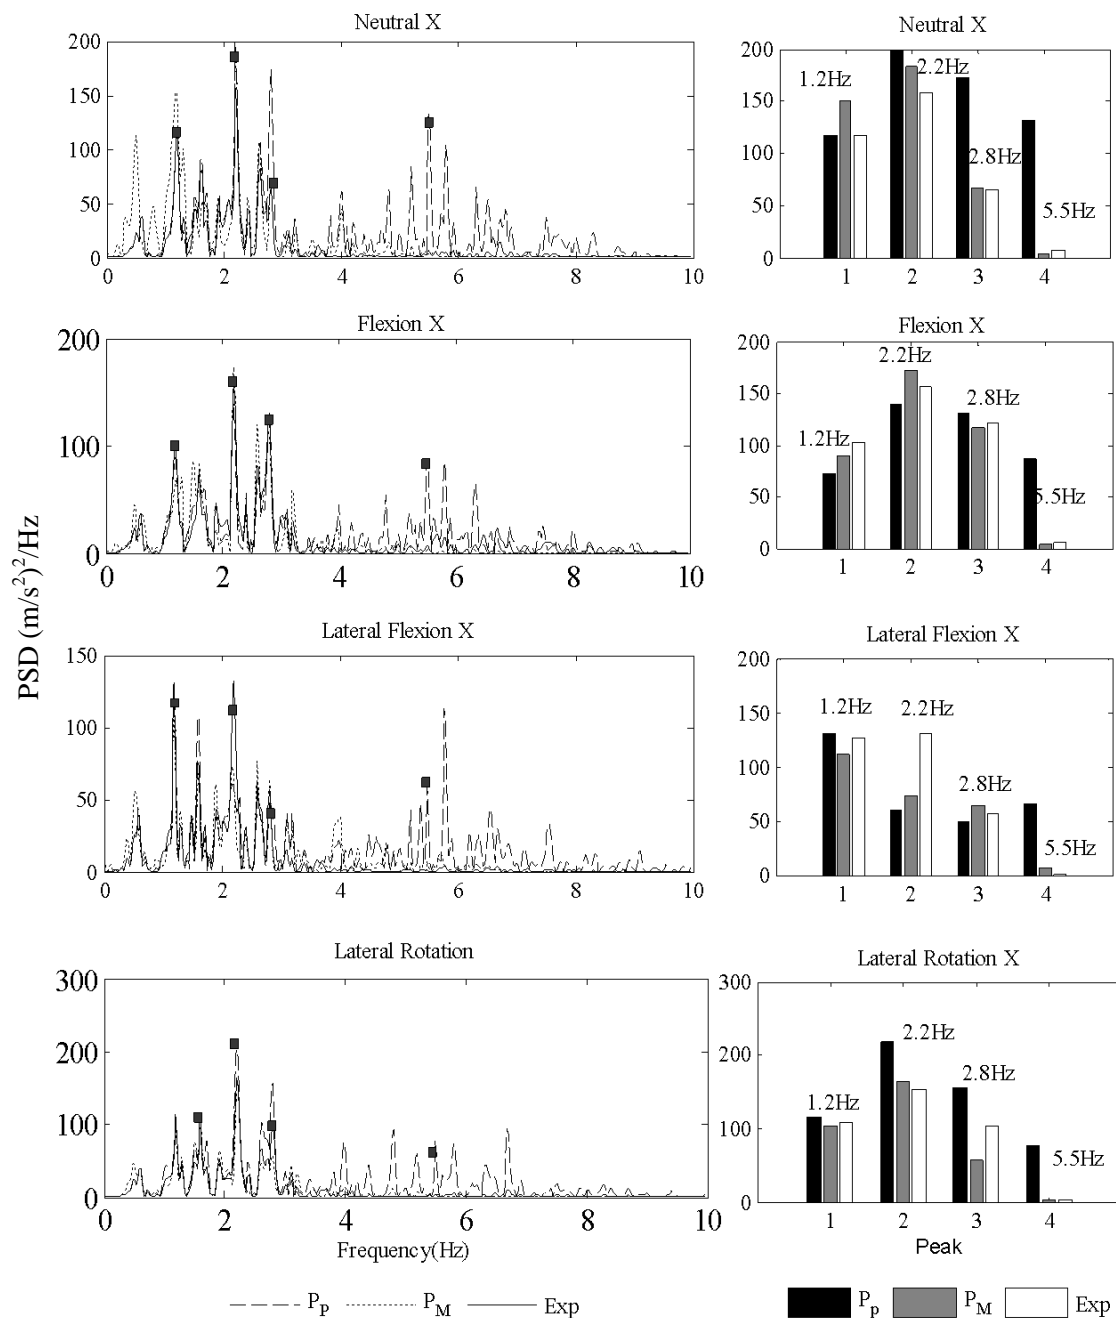 Neutral X
200
150
100
50
0
0 2 4 6 8 10
Neutral X
200
150
100
50
0
1.2Hz
2.2Hz
2.8Hz
5.5Hz
1 2 3 4
Flexion X
200
100
0
0 2 4 6 8 10
Flexion X
200
150
100
50
0
2.2Hz
2.8Hz
1.2Hz
5.5Hz
1 2 3 4
PSD (m/s²)²/Hz
Lateral Flexion X
150
100
50
0
0 2 4 6 8 10
Lateral Flexion X
200
150
100
50
0
1.2Hz 2.2Hz
2.8Hz
5.5Hz
1 2 3 4
Lateral Rotation
300
200
100
0
0 2 4 6 8 10
Frequency(Hz)
Lateral Rotation X
300
200
100
0
2.2Hz
2.8Hz
1.2Hz
5.5Hz
1 2 3 4
Peak
P_P P_M Exp
P_p P_M Exp